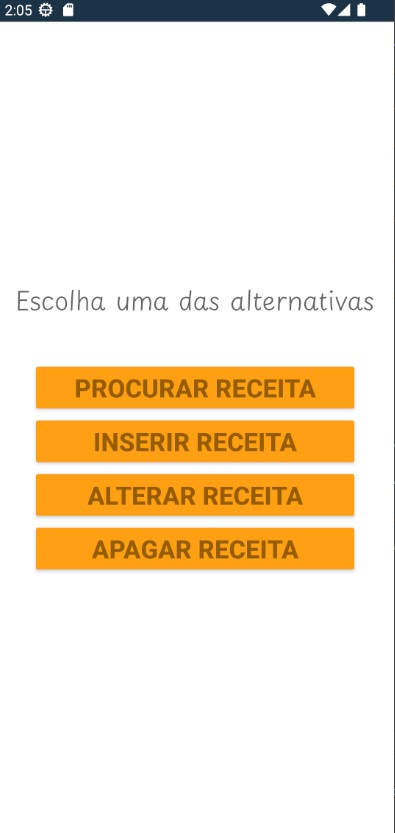 2:05
Escolha uma das alternativas
PROCURAR RECEITA
INSERIR RECEITA
ALTERAR RECEITA
APAGAR RECEITA